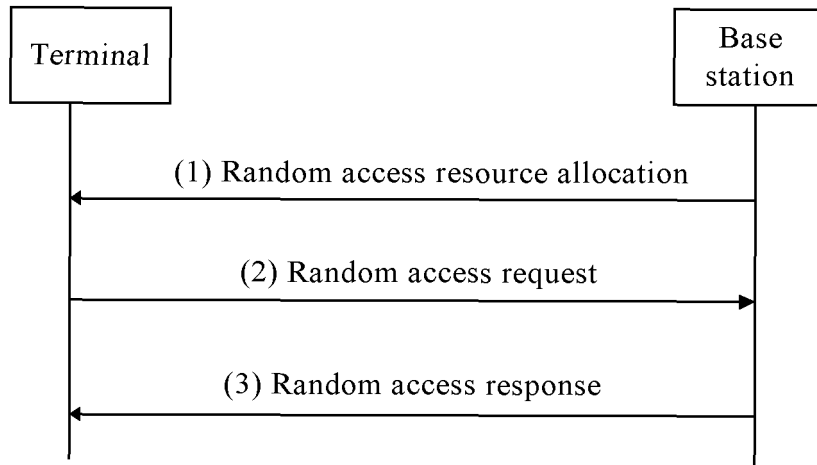 Terminal
Base
station
(1) Random access resource allocation
(2) Random access request
(3) Random access response